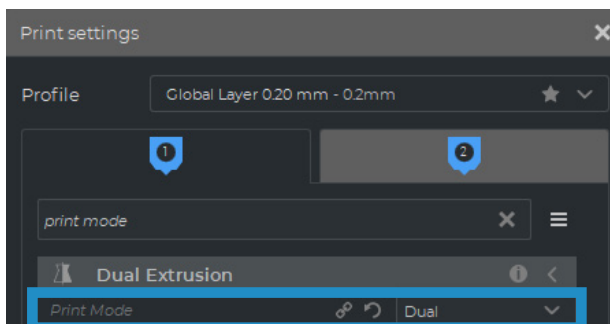 Print settings
Profile
Global Layer 0.20 mm - 0.2mm
1
2
print mode
Dual Extrusion
Print Mode
Dual